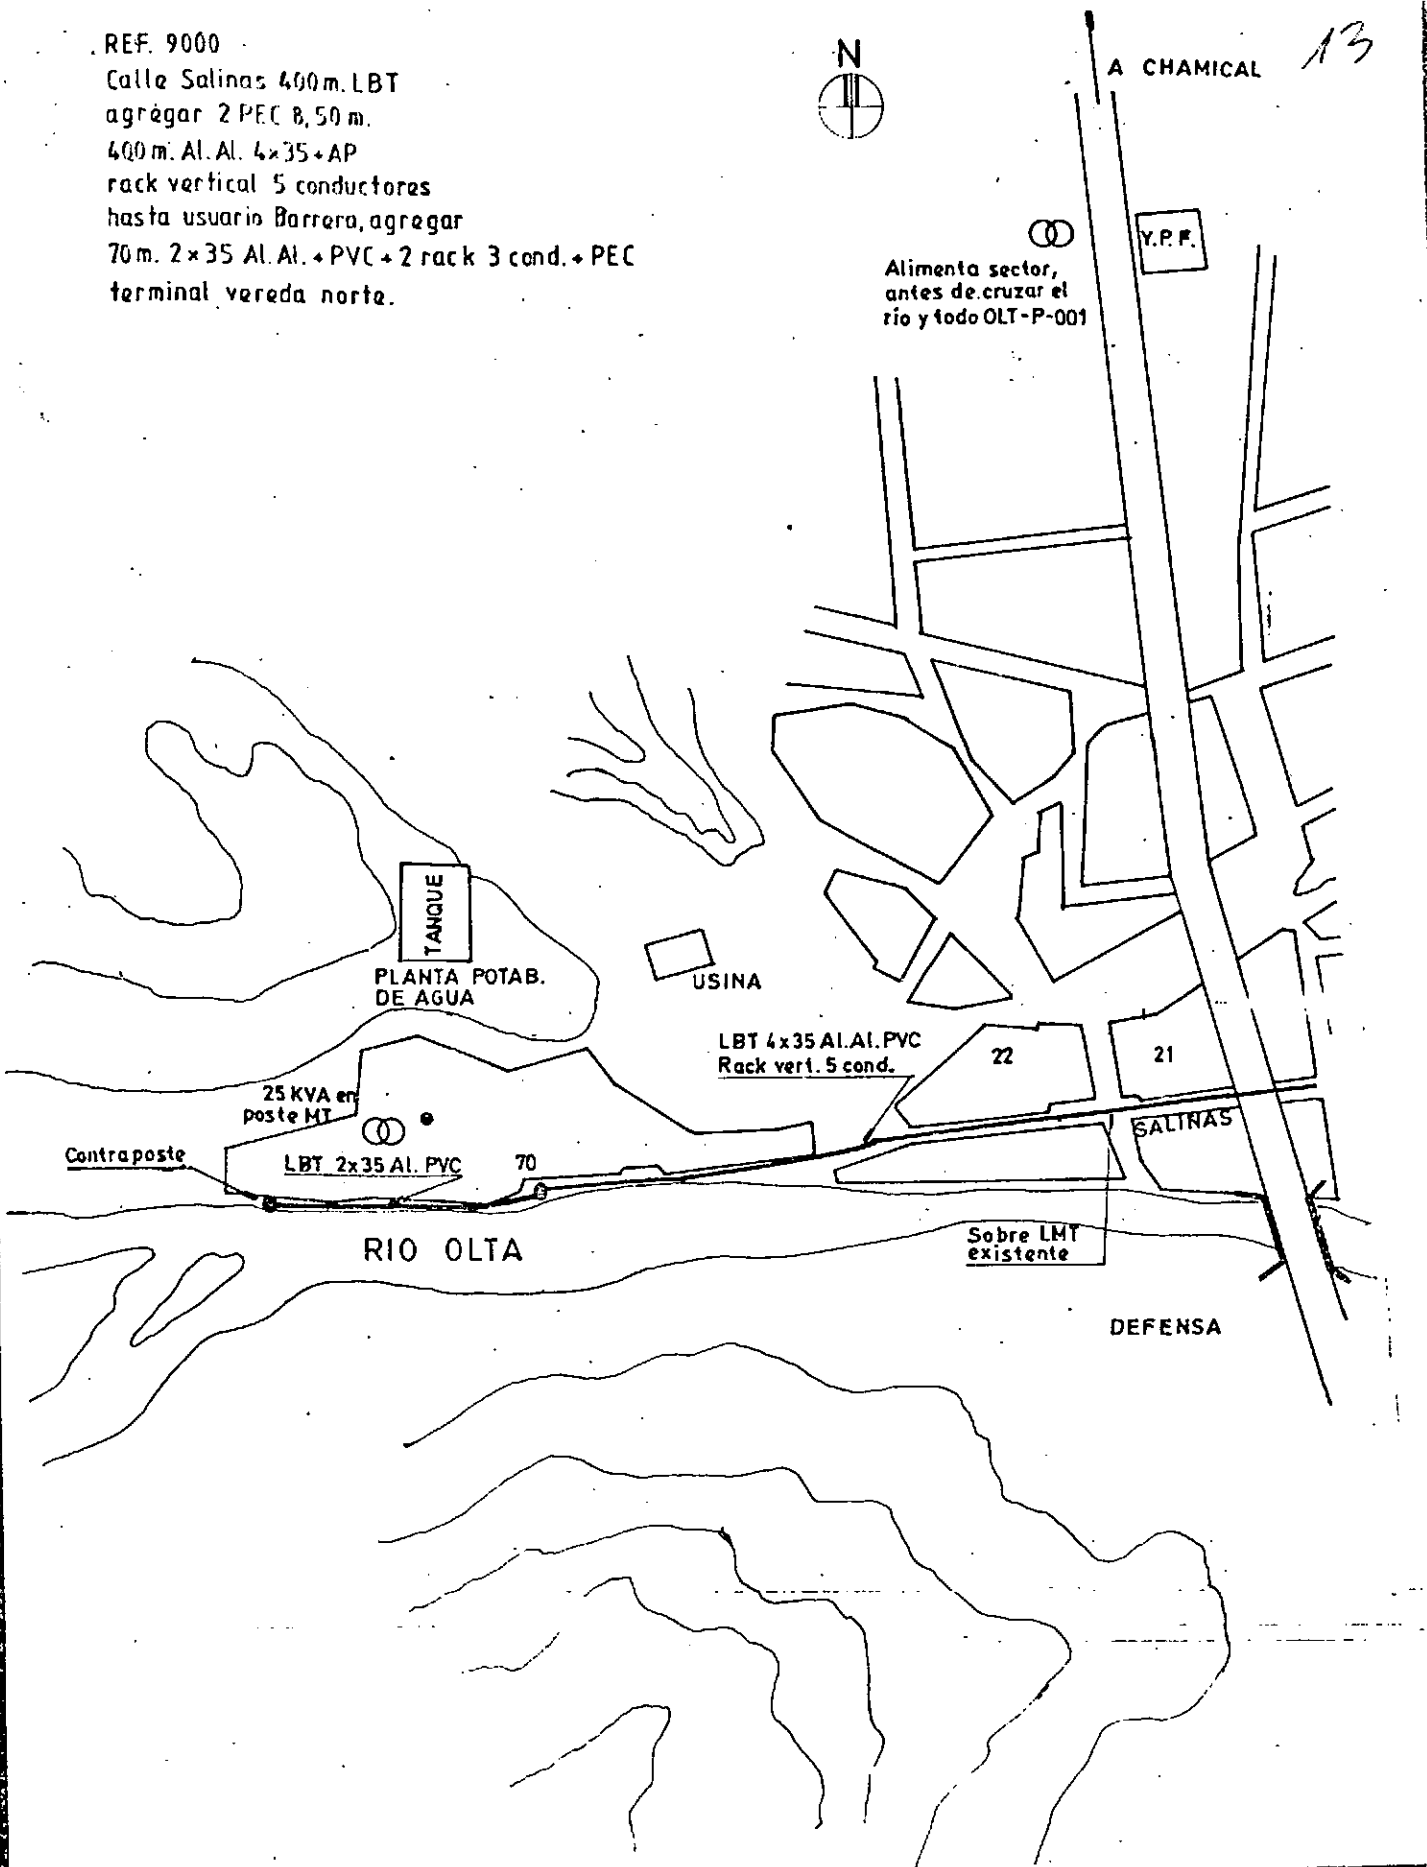 REF. 9000
Calle Salinas 400m. LBT
agregar 2 PEC 8,50 m.
400 m. Al. Al. 4x35+AP
rack vertical 5 conductores
hasta usuario Barrera, agregar
70m. 2x35 Al. Al. + PVC + 2 rack 3 cond. + PEC
terminal vereda norte.
N
A CHAMICAL
13
Y.P.F.
Alimenta sector,
antes de cruzar el
río y todo OLT-P-001
TANQUE
PLANTA POTAB.
DE AGUA
USINA
LBT 4x35 Al.Al. PVC
Rack vert. 5 cond.
22
21
25 KVA en
poste MT
SALINAS
Contraposte
LBT 2x35 Al. PVC
70
RIO OLTA
Sobre LMT
existente
DEFENSA